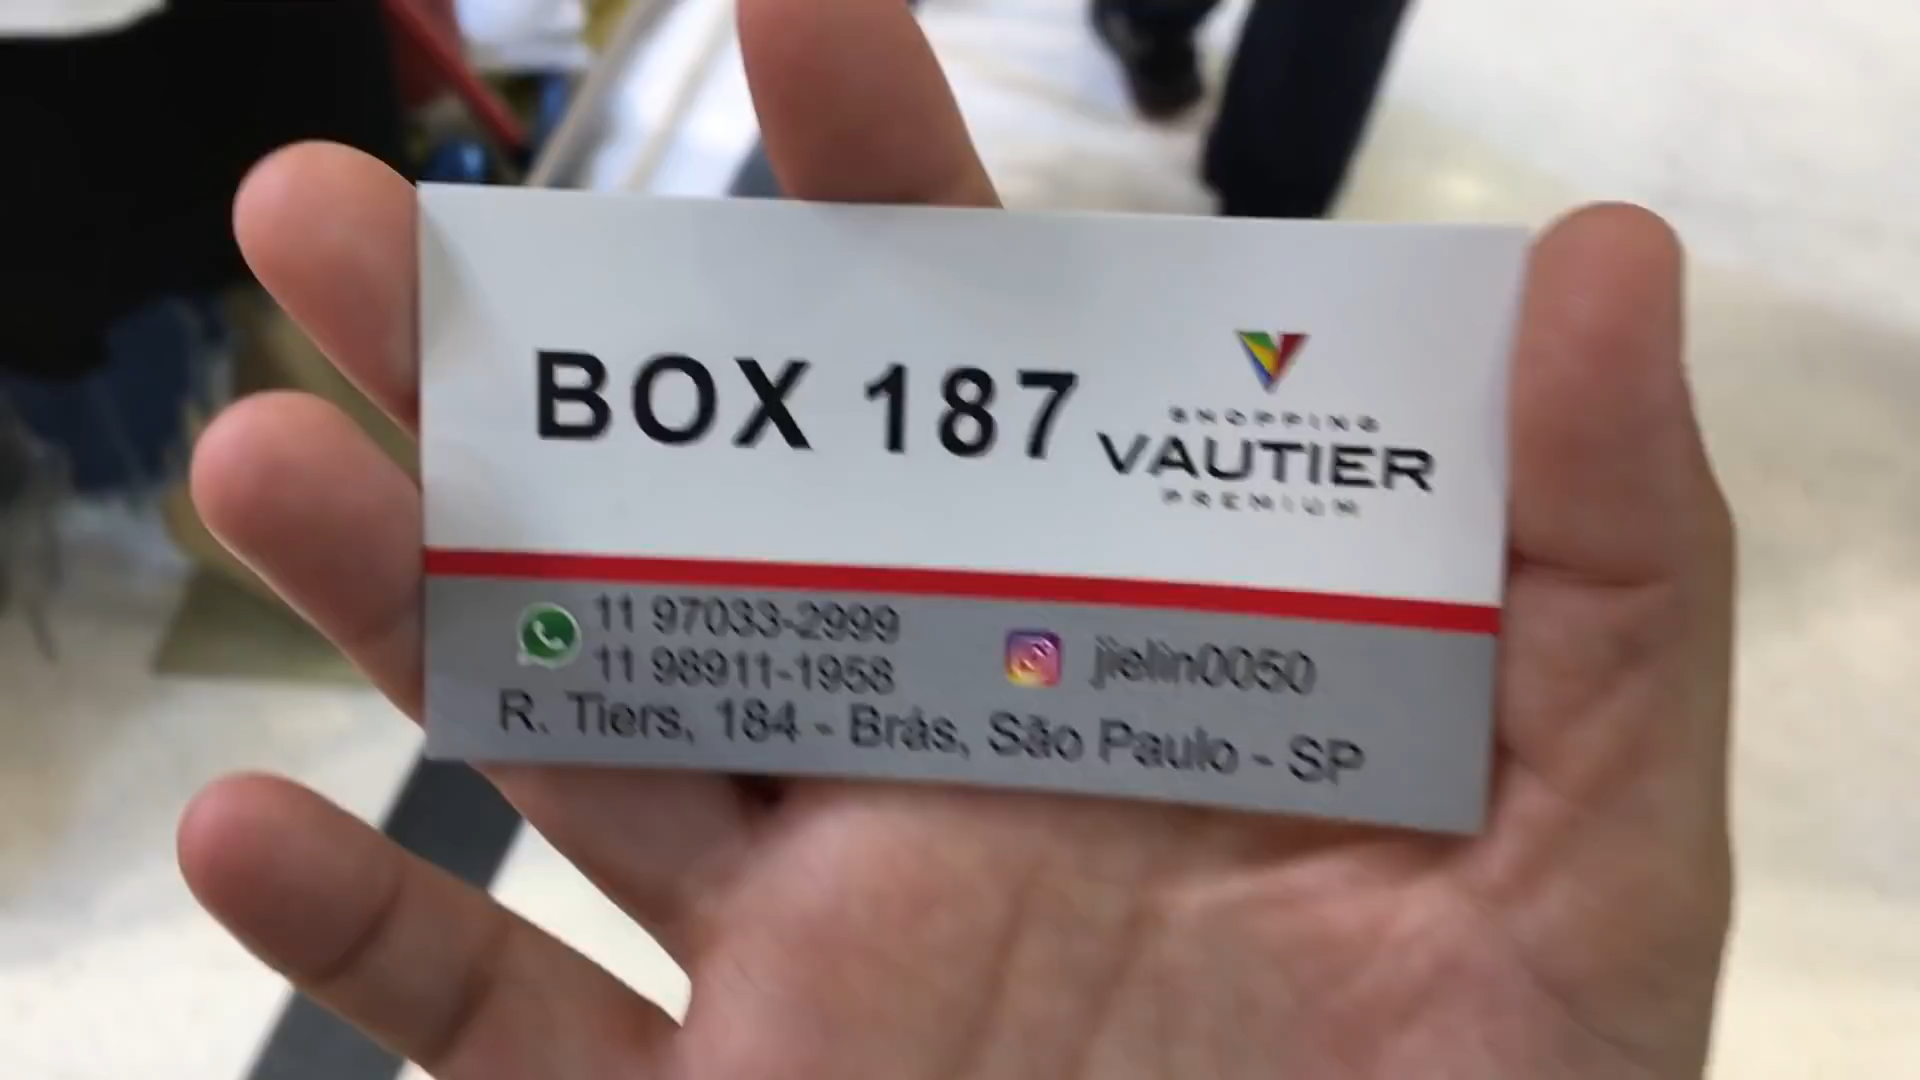 BOX 187
SHOPPING
VAUTIER
PREMIUM
11 97033-2999
11 98911-1958
jielin0050
R. Tiers, 184 - Brás, São Paulo - SP